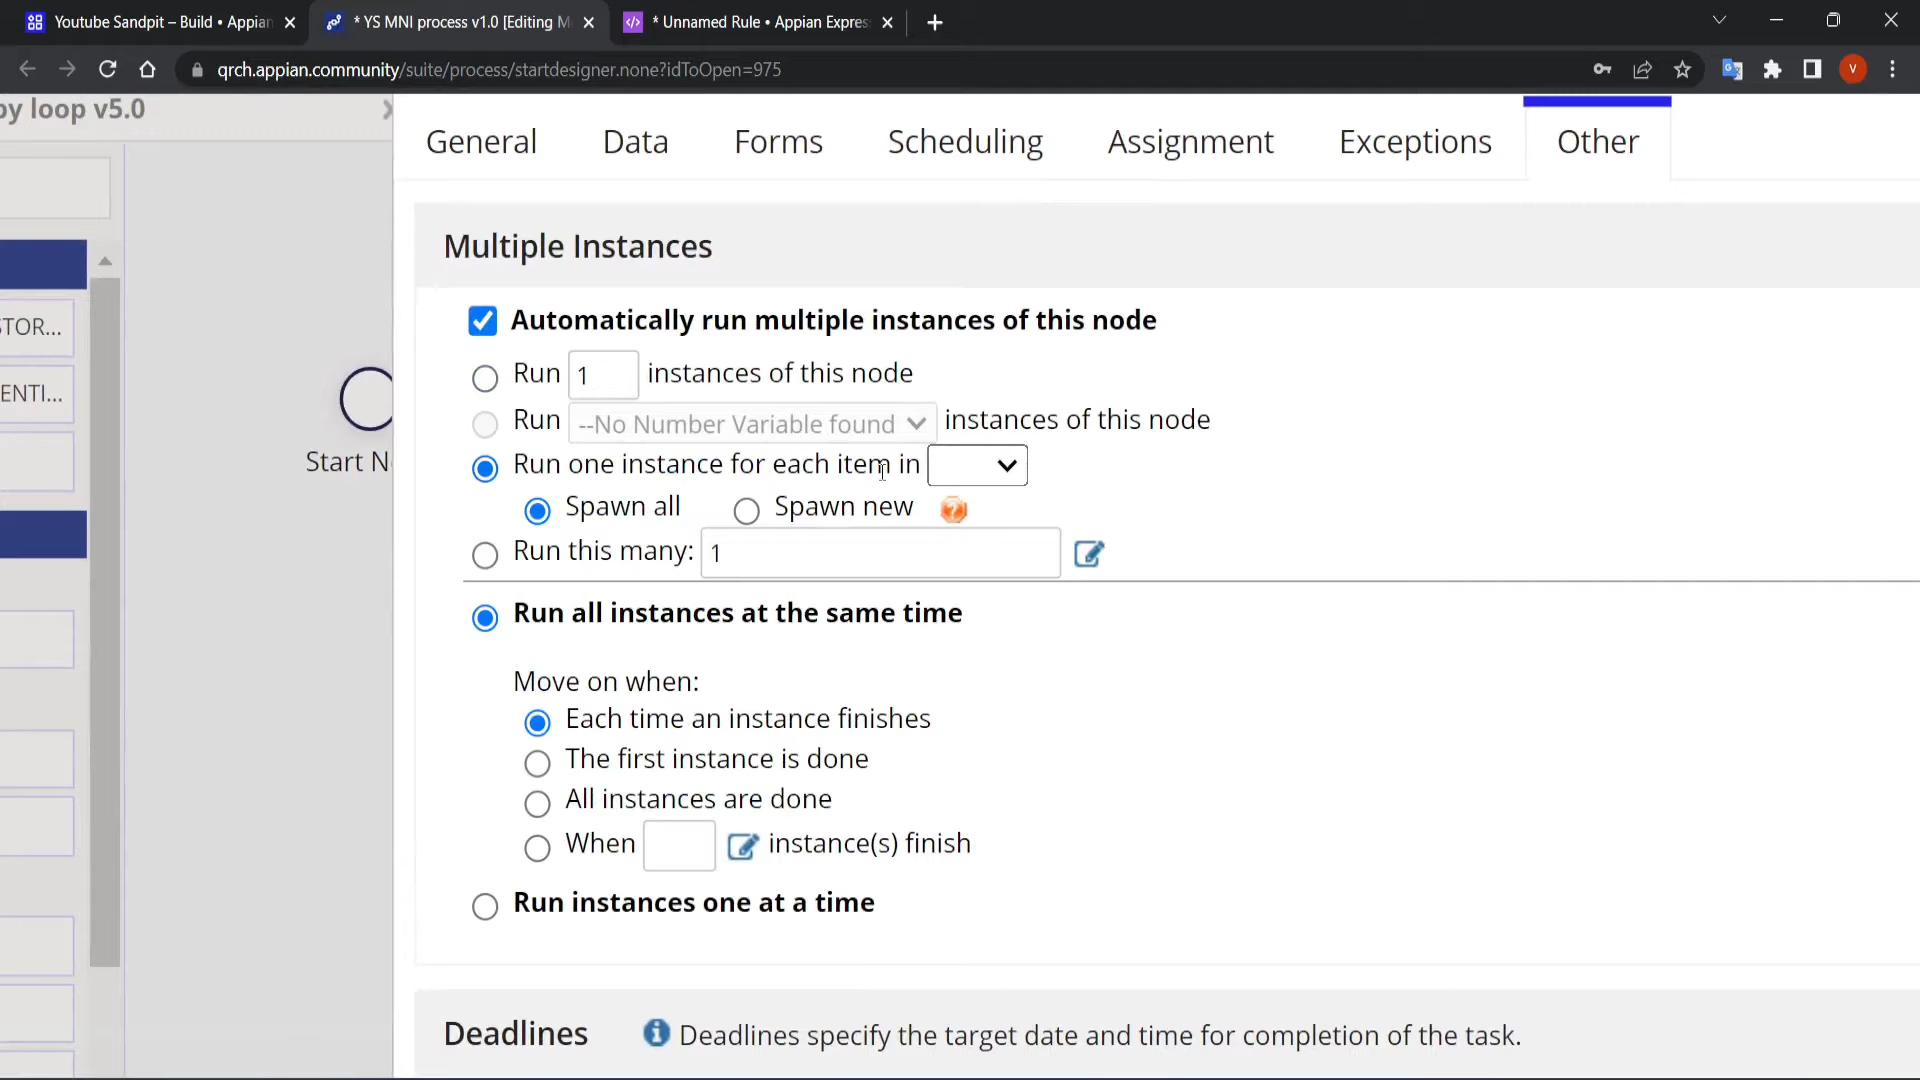 Youtube Sandpit – Build • Appian
* YS MNI process v1.0 [Editing M
* Unnamed Rule • Appian Express
qrch.appian.community/suite/process/startdesigner.none?idToOpen=975
V
by loop v5.0
General Data Forms Scheduling Assignment Exceptions Other
Multiple Instances
Automatically run multiple instances of this node
STOR...
Run 1 instances of this node
ENTI...
Run --No Number Variable found instances of this node
Start N
Run one instance for each item in
Spawn all Spawn new ?
Run this many: 1
Run all instances at the same time
Move on when:
Each time an instance finishes
The first instance is done
All instances are done
When instance(s) finish
Run instances one at a time
Deadlines Deadlines specify the target date and time for completion of the task.